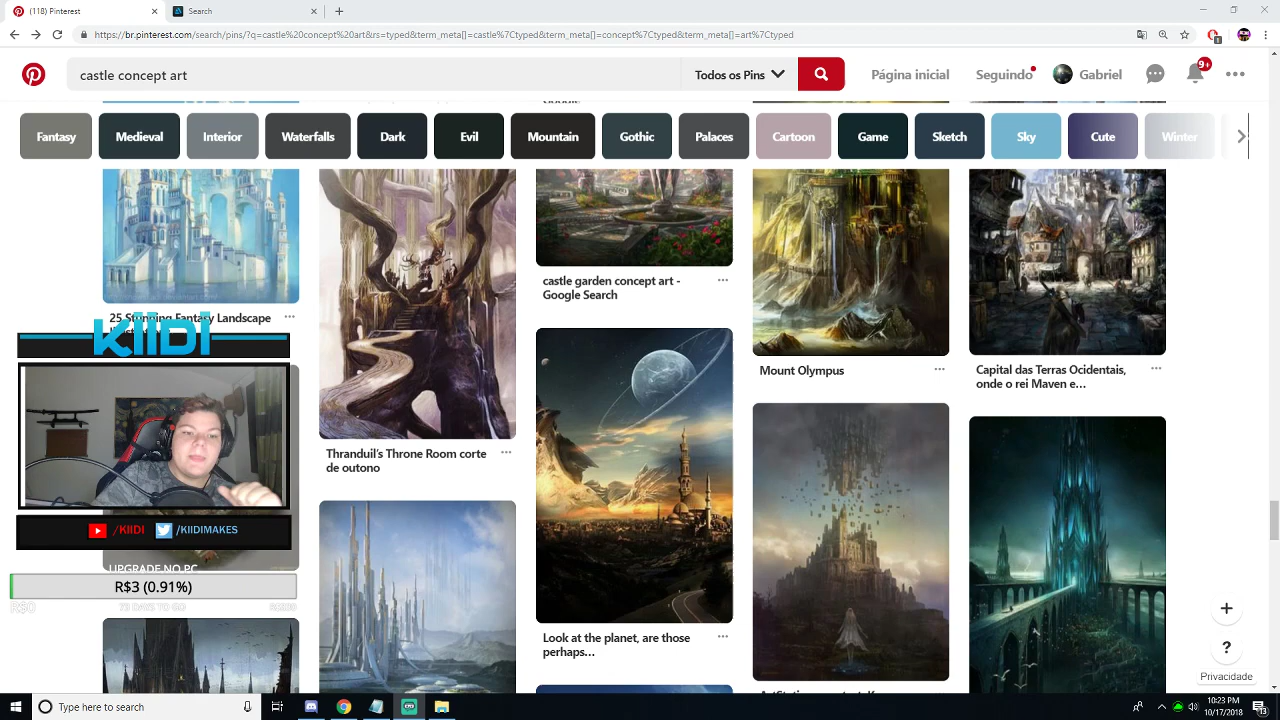 (118) Pinterest
Search
https://br.pinterest.com/search/pins/?q=castle%20concept%20art&rs=typed&term_meta[]=castle%7Ctyped&term_meta[]=concept%7Ctyped&term_meta[]=art%7Ctyped
castle concept art
Todos os Pins
Página inicial
Seguindo
Gabriel
9+
Google
Fantasy
Medieval
Interior
Waterfalls
Dark
Evil
Mountain
Gothic
Palaces
Cartoon
Game
Sketch
Sky
Cute
Winter
25 Stunning Fantasy Landscape
castle garden concept art -
Google Search
Mount Olympus
Capital das Terras Ocidentais,
onde o rei Maven e...
Thranduil's Throne Room corte
de outono
Look at the planet, are those
perhaps...
KIIDI
/KIIDI
/KIIDIMAKES
UPGRADE NO PC
R$3 (0.91%)
R$0
Privacidade
Type here to search
10:23 PM
10/17/2018